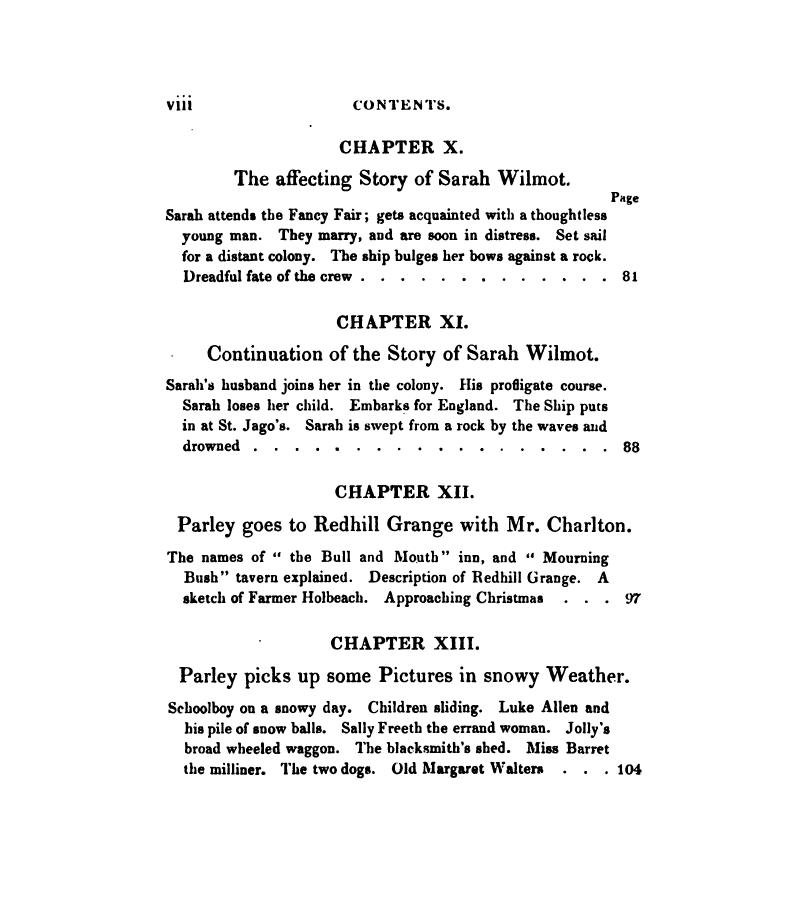 viii CONTENTS.
CHAPTER X.
The affecting Story of Sarah Wilmot.
Page
Sarah attends the Fancy Fair; gets acquainted with a thoughtless
young man. They marry, and are soon in distress. Set sail
for a distant colony. The ship bulges her bows against a rock.
Dreadful fate of the crew . . . . . . . . . . . . . 81
CHAPTER XI.
Continuation of the Story of Sarah Wilmot.
Sarah's husband joins her in the colony. His profligate course.
Sarah loses her child. Embarks for England. The Ship puts
in at St. Jago's. Sarah is swept from a rock by the waves and
drowned . . . . . . . . . . . . . . . . . . 88
CHAPTER XII.
Parley goes to Redhill Grange with Mr. Charlton.
The names of " the Bull and Mouth" inn, and " Mourning
Bush" tavern explained. Description of Redhill Grange. A
sketch of Farmer Holbeach. Approaching Christmas . . . 97
CHAPTER XIII.
Parley picks up some Pictures in snowy Weather.
Schoolboy on a snowy day. Children sliding. Luke Allen and
his pile of snow balls. Sally Freeth the errand woman. Jolly's
broad wheeled waggon. The blacksmith's shed. Miss Barret
the milliner. The two dogs. Old Margaret Walters . . . 104